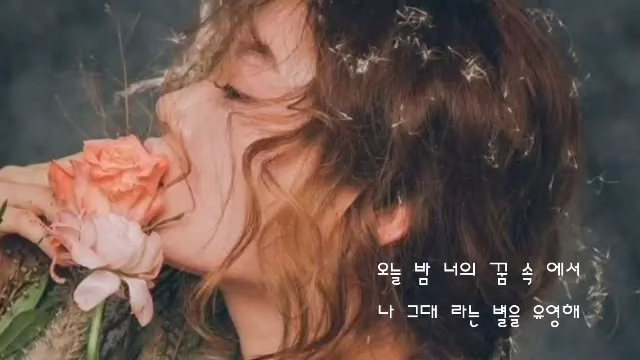 오늘 밤 너의 꿈 속 에서
나 그대 라는 별을 유영해